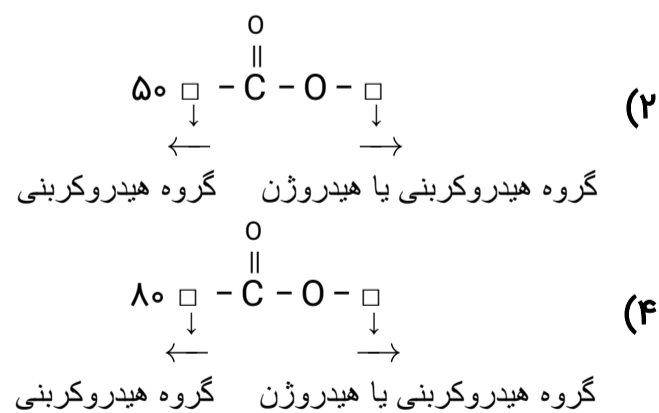 O
||
۵۰ □ – C – O – □
↓ ↓
← →
(۲
گروه هیدروکربنی گروه هیدروکربنی یا هیدروژن
O
||
۸۰ □ – C – O – □
↓ ↓
← →
(۴
گروه هیدروکربنی گروه هیدروکربنی یا هیدروژن